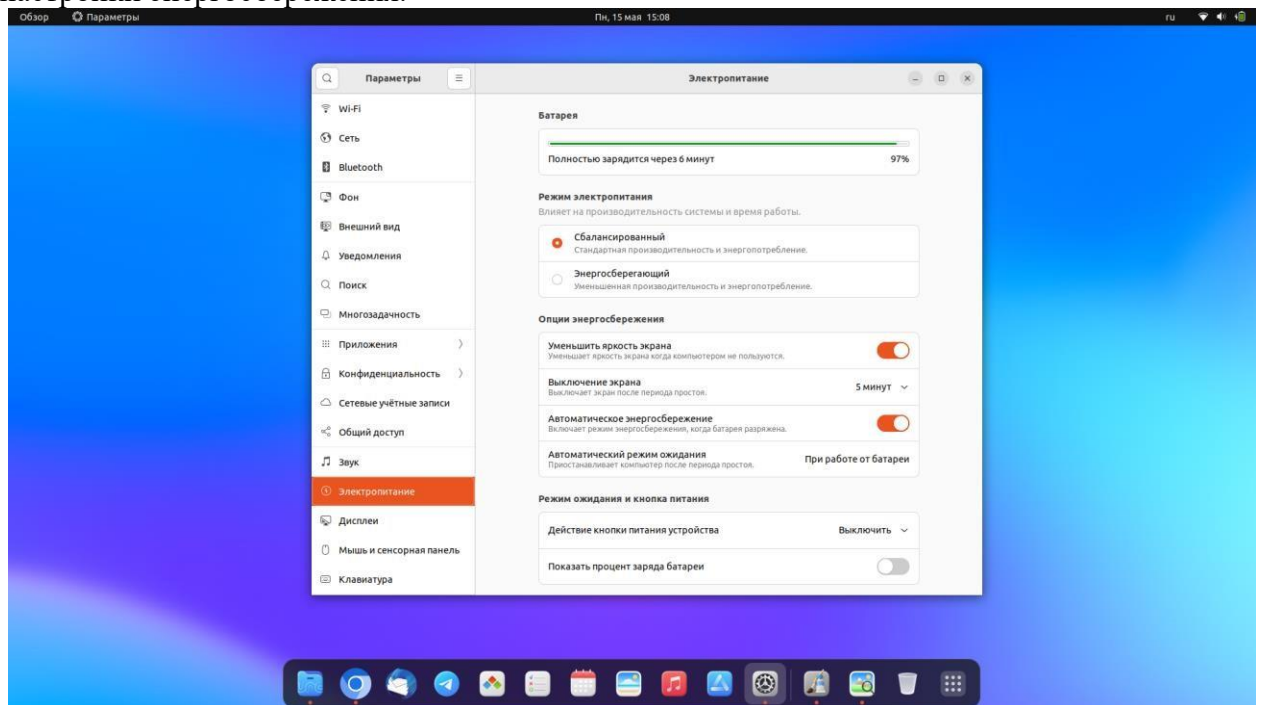 настройки энергосбережения.
Обзор Параметры Пн, 15 мая 15:08 ru
Параметры Электропитание
Wi-Fi
Сеть
Bluetooth
Фон
Внешний вид
Уведомления
Поиск
Многозадачность
Приложения
Конфиденциальность
Сетевые учётные записи
Общий доступ
Звук
Электропитание
Дисплеи
Мышь и сенсорная панель
Клавиатура
Батарея
Полностью зарядится через 6 минут 97%
Режим электропитания
Влияет на производительность системы и время работы.
Сбалансированный
Стандартная производительность и энергопотребление.
Энергосберегающий
Уменьшенная производительность и энергопотребление.
Опции энергосбережения
Уменьшить яркость экрана
Уменьшает яркость экрана когда компьютером не пользуются.
Выключение экрана 5 минут
Выключает экран после периода простоя.
Автоматическое энергосбережение
Включает режим энергосбережения, когда батарея разряжена.
Автоматический режим ожидания При работе от батареи
Приостанавливает компьютер после периода простоя.
Режим ожидания и кнопка питания
Действие кнопки питания устройства Выключить
Показать процент заряда батареи